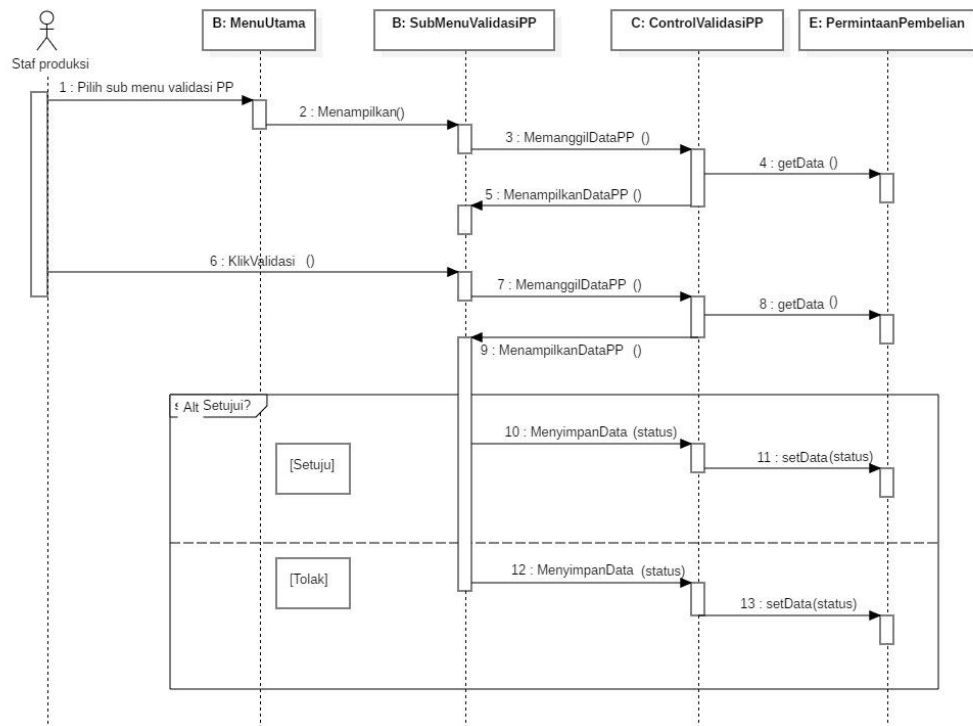 B: MenuUtama
B: SubMenuValidasiPP
C: ControlValidasiPP
E: PermintaanPembelian
Staf produksi
1 : Pilih sub menu validasi PP
2 : Menampilkan()
3 : MemanggilDataPP ()
4 : getData ()
5 : MenampilkanDataPP ()
6 : KlikValidasi ()
7 : MemanggilDataPP ()
8 : getData ()
9 : MenampilkanDataPP ()
Alt Setujui?
10 : MenyimpanData (status)
[Setuju]
11 : setData(status)
[Tolak]
12 : MenyimpanData (status)
13 : setData(status)